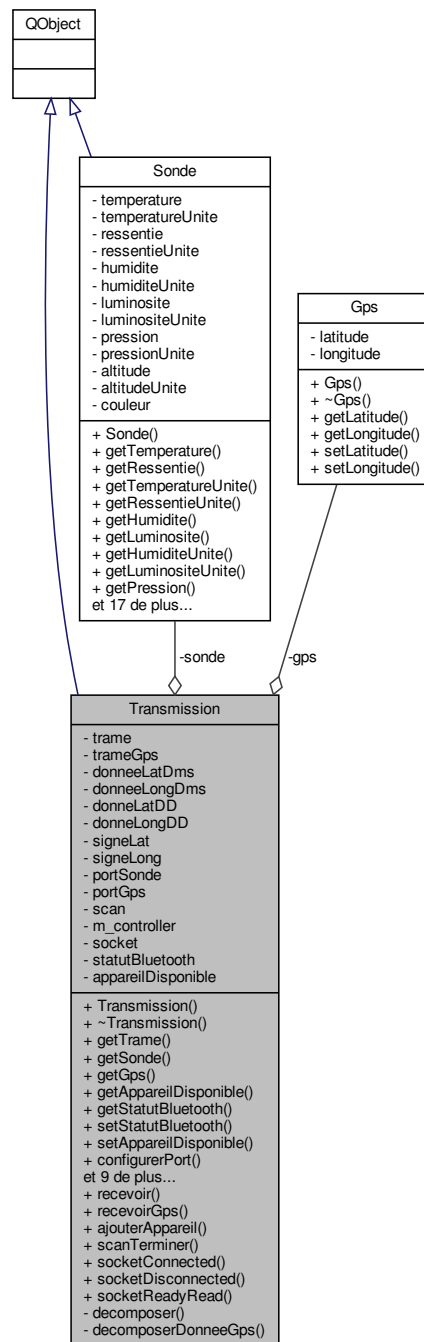 QObject
Sonde
- temperature
- temperatureUnite
- ressentie
- ressentieUnite
- humidite
- humiditeUnite
- luminosite
- luminositeUnite
- pression
- pressionUnite
- altitude
- altitudeUnite
- couleur
+ Sonde()
+ getTemperature()
+ getRessentie()
+ getTemperatureUnite()
+ getRessentieUnite()
+ getHumidite()
+ getLuminosite()
+ getHumiditeUnite()
+ getLuminositeUnite()
+ getPression()
et 17 de plus...
Gps
- latitude
- longitude
+ Gps()
+ ~Gps()
+ getLatitude()
+ getLongitude()
+ setLatitude()
+ setLongitude()
-sonde
-gps
Transmission
- trame
- trameGps
- donneeLatDms
- donneeLongDms
- donneLatDD
- donneLongDD
- signeLat
- signeLong
- portSonde
- portGps
- scan
- m_controller
- socket
- statutBluetooth
- appareilDisponible
+ Transmission()
+ ~Transmission()
+ getTrame()
+ getSonde()
+ getGps()
+ getAppareilDisponible()
+ getStatutBluetooth()
+ setStatutBluetooth()
+ setAppareilDisponible()
+ configurerPort()
et 9 de plus...
+ recevoir()
+ recevoirGps()
+ ajouterAppareil()
+ scanTerminer()
+ socketConnected()
+ socketDisconnected()
+ socketReadyRead()
- decomposer()
- decomposerDonneeGps()